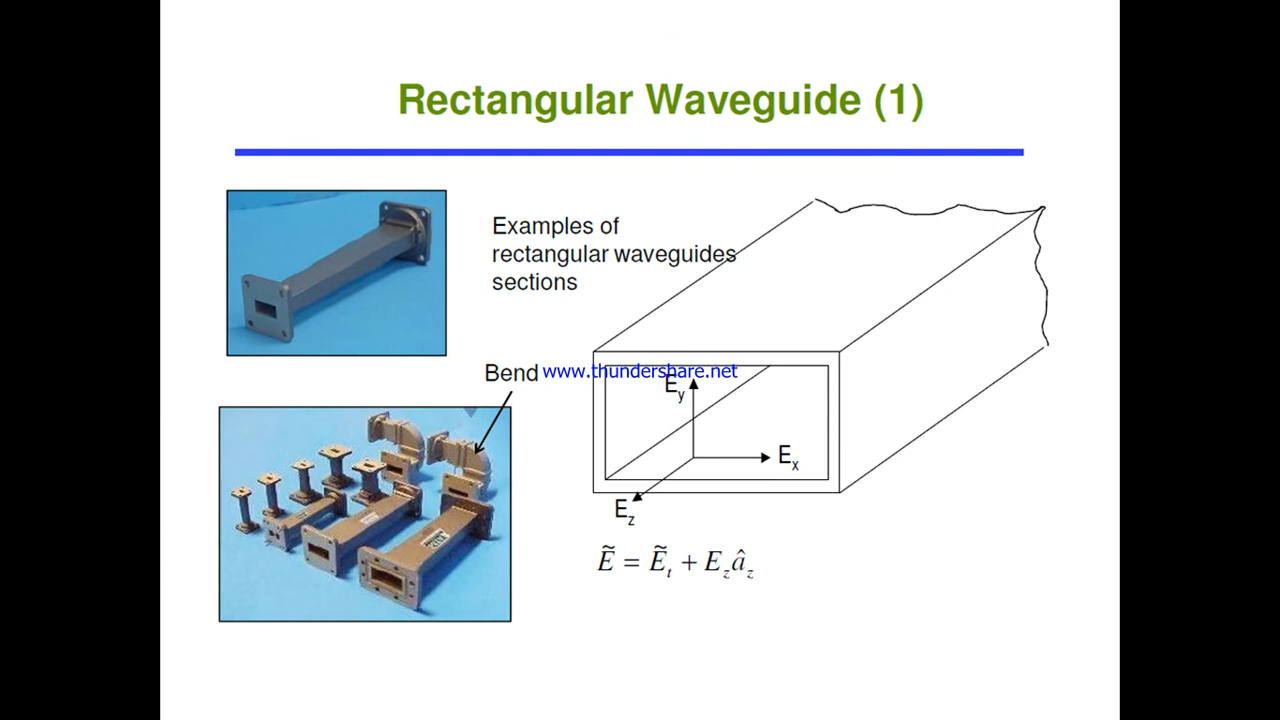 Rectangular Waveguide (1)
Examples of
rectangular waveguides
sections
Bend
www.thundershare.net
E_y
E_x
E_z
Ẽ = Ẽ_t + E_z â_z